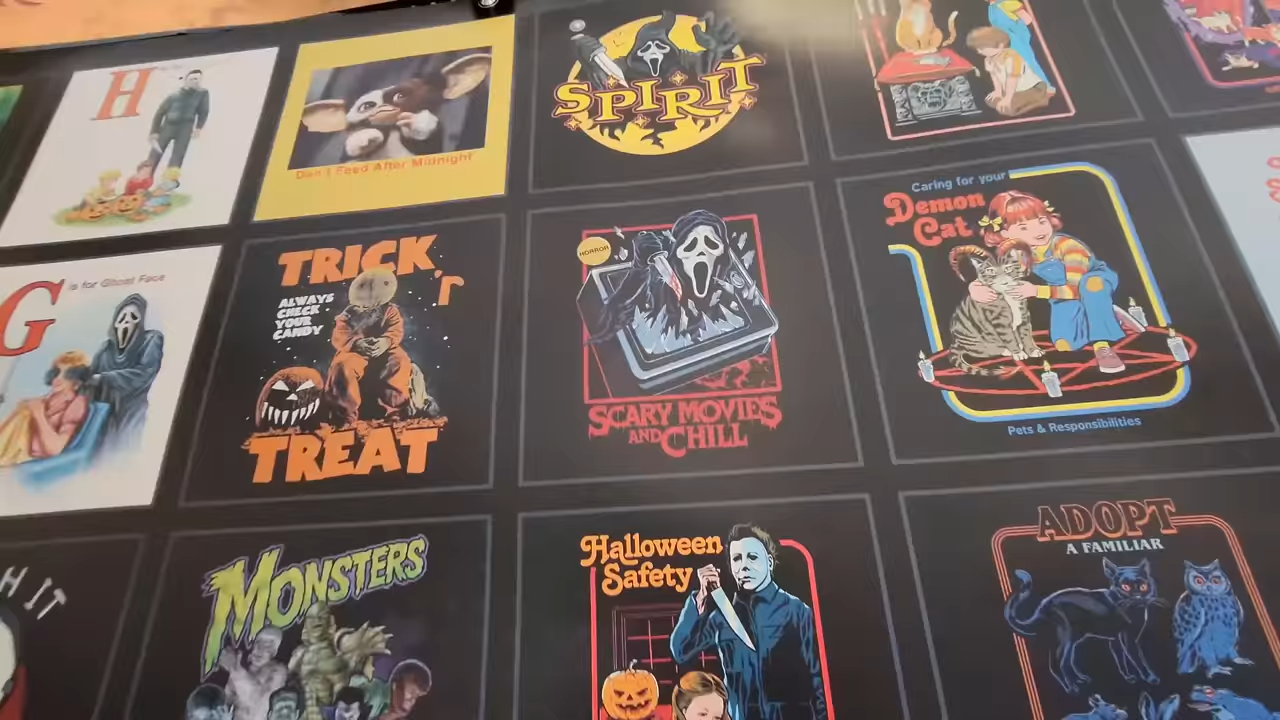 H
Don't Feed After Midnight
SPIRIT
G is for Ghost Face
TRICK
'r
ALWAYS
CHECK
YOUR
CANDY
TREAT
HORROR
SCARY MOVIES
AND CHILL
Caring for your
Demon
Cat
Pets & Responsibilities
H IT
MONSTERS
Halloween
Safety
ADOPT
A FAMILIAR